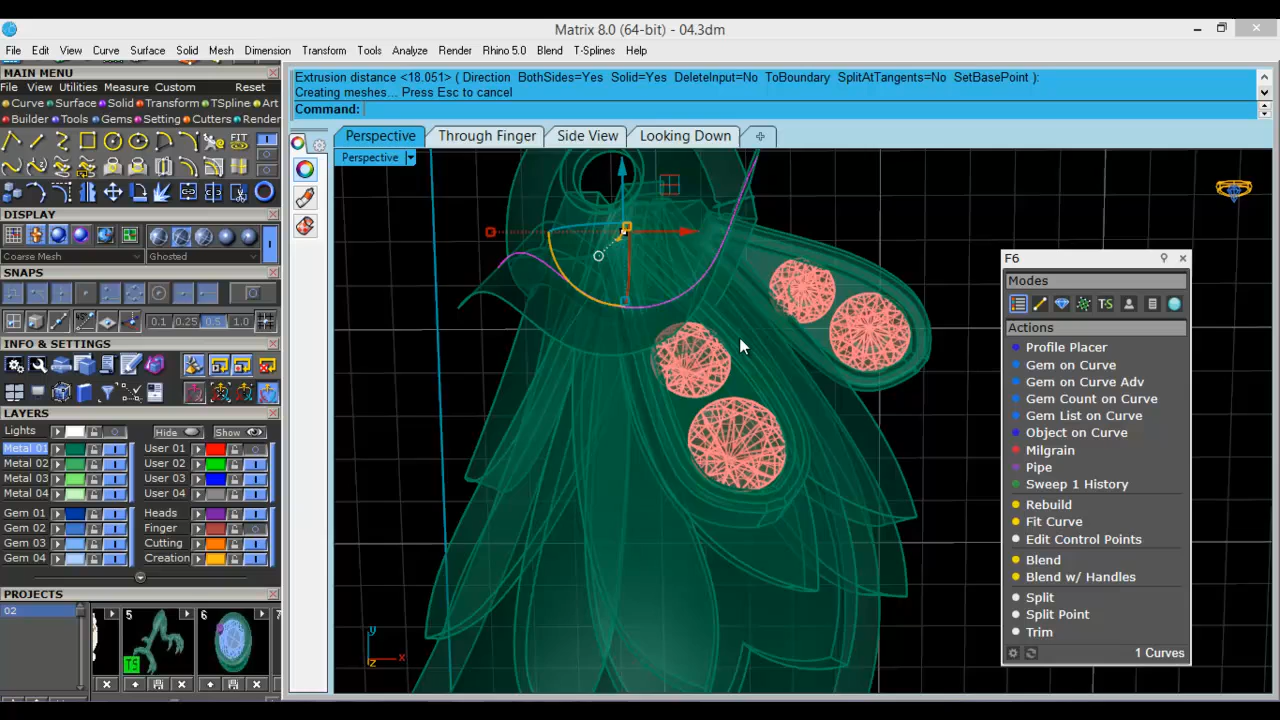 Matrix 8.0 (64-bit) - 04.3dm
File Edit View Curve Surface Solid Mesh Dimension Transform Tools Analyze Render Rhino 5.0 Blend T-Splines Help
MAIN MENU
File View Utilities Measure Custom Reset
Curve Surface Solid Transform TSpline Art
Builder Tools Gems Setting Cutters Render
FIT
DISPLAY
Coarse Mesh Ghosted
SNAPS
0.1 0.25 0.5 1.0
INFO & SETTINGS
LAYERS
Lights Hide Show
Metal 01 User 01
Metal 02 User 02
Metal 03 User 03
Metal 04 User 04
Gem 01 Heads
Gem 02 Finger
Gem 03 Cutting
Gem 04 Creation
PROJECTS
02
5 6 7
TS
Extrusion distance <18.051> ( Direction BothSides=Yes Solid=Yes DeleteInput=No ToBoundary SplitAtTangents=No SetBasePoint ):
Creating meshes... Press Esc to cancel
Command:
Perspective Through Finger Side View Looking Down
Perspective
y
x
z
F6
Modes
T-S
Actions
Profile Placer
Gem on Curve
Gem on Curve Adv
Gem Count on Curve
Gem List on Curve
Object on Curve
Milgrain
Pipe
Sweep 1 History
Rebuild
Fit Curve
Edit Control Points
Blend
Blend w/ Handles
Split
Split Point
Trim
1 Curves